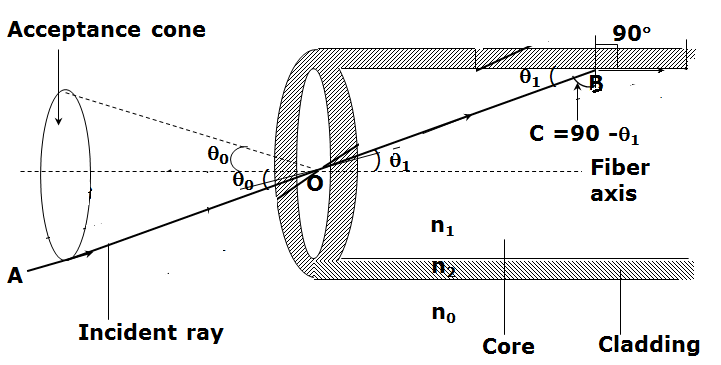 Acceptance cone
90°
θ1
B
C =90 -θ1
θ0
θ0
O
θ1
Fiber
axis
n1
n2
n0
A
Incident ray
Core
Cladding